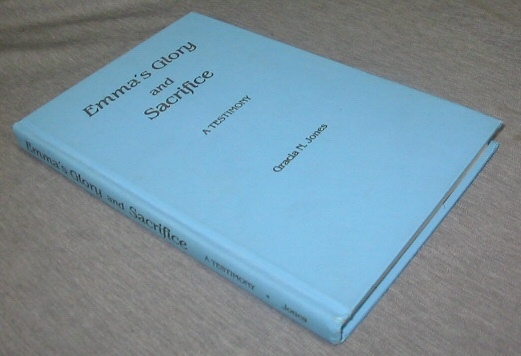 Emma's Glory
and
Sacrifice
A TESTIMONY
Gracia N. Jones
Emma's Glory and Sacrifice A TESTIMONY • Jones